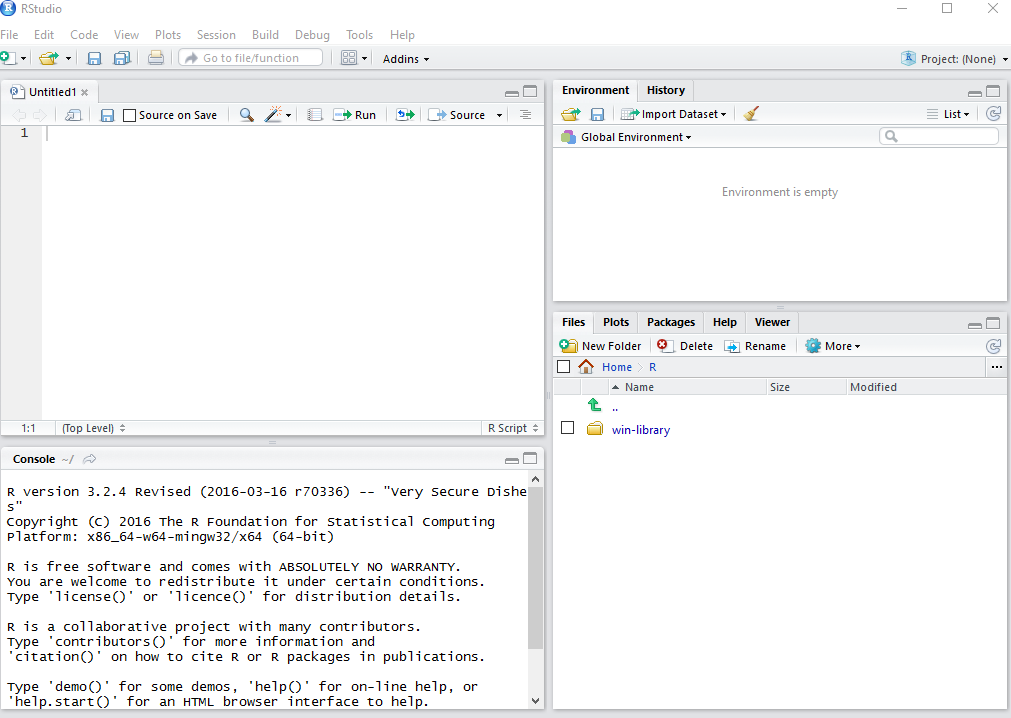 RStudio
File Edit Code View Plots Session Build Debug Tools Help
Go to file/function Addins Project: (None)
Untitled1
Source on Save Run Source
1
1:1 (Top Level) R Script
Console ~/
R version 3.2.4 Revised (2016-03-16 r70336) -- "Very Secure Dishe
s"
Copyright (C) 2016 The R Foundation for Statistical Computing
Platform: x86_64-w64-mingw32/x64 (64-bit)
R is free software and comes with ABSOLUTELY NO WARRANTY.
You are welcome to redistribute it under certain conditions.
Type 'license()' or 'licence()' for distribution details.
R is a collaborative project with many contributors.
Type 'contributors()' for more information and
'citation()' on how to cite R or R packages in publications.
Type 'demo()' for some demos, 'help()' for on-line help, or
'help.start()' for an HTML browser interface to help.
Environment History
Import Dataset List
Global Environment
Environment is empty
Files Plots Packages Help Viewer
New Folder Delete Rename More
Home R ...
Name Size Modified
..
win-library